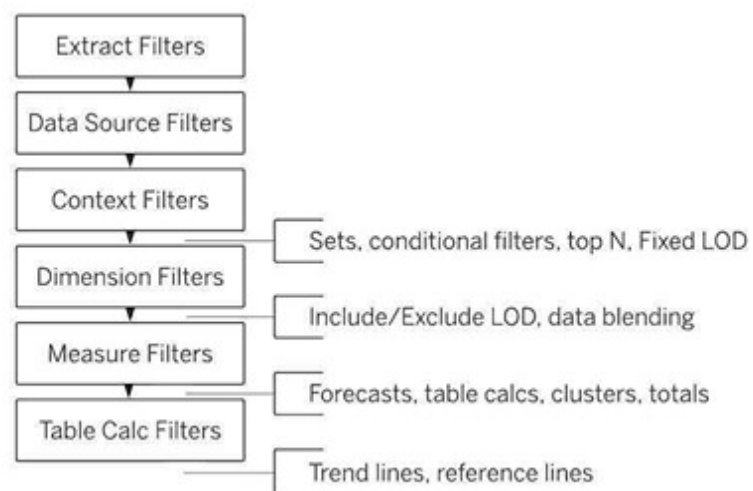 Extract Filters
Data Source Filters
Context Filters
Sets, conditional filters, top N, Fixed LOD
Dimension Filters
Include/Exclude LOD, data blending
Measure Filters
Forecasts, table calcs, clusters, totals
Table Calc Filters
Trend lines, reference lines